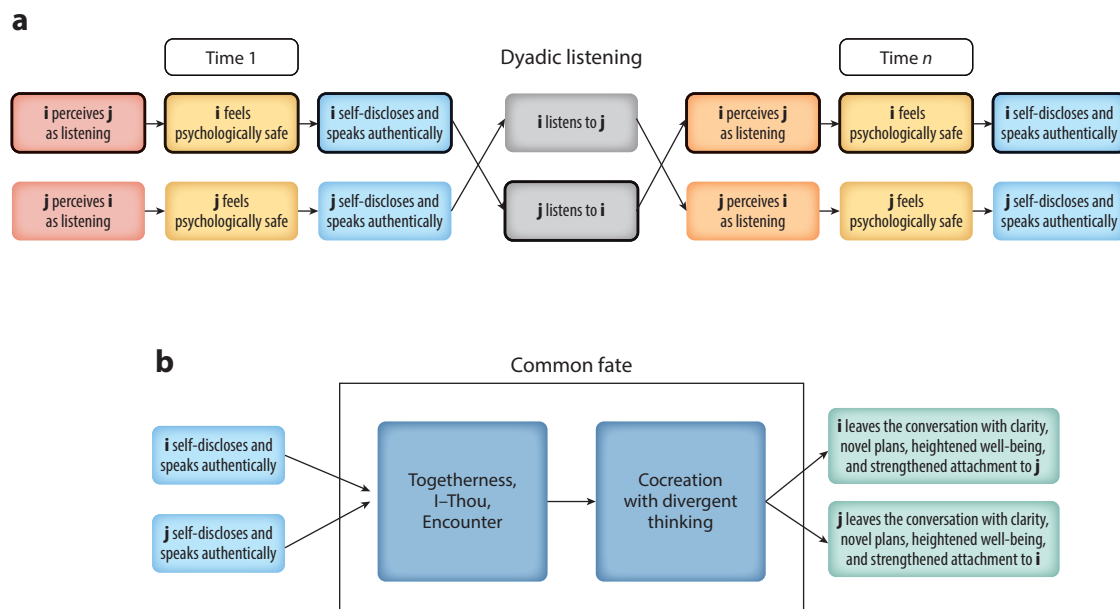 a
Time 1
Dyadic listening
Time n
i perceives j
as listening
i feels
psychologically safe
i self-discloses and
speaks authentically
i listens to j
i perceives j
as listening
i feels
psychologically safe
i self-discloses and
speaks authentically
j perceives i
as listening
j feels
psychologically safe
j self-discloses and
speaks authentically
j listens to i
j perceives i
as listening
j feels
psychologically safe
j self-discloses and
speaks authentically
b
Common fate
i self-discloses and
speaks authentically
j self-discloses and
speaks authentically
Togetherness,
I–Thou,
Encounter
Cocreation
with divergent
thinking
i leaves the conversation with clarity,
novel plans, heightened well-being,
and strengthened attachment to j
j leaves the conversation with clarity,
novel plans, heightened well-being,
and strengthened attachment to i